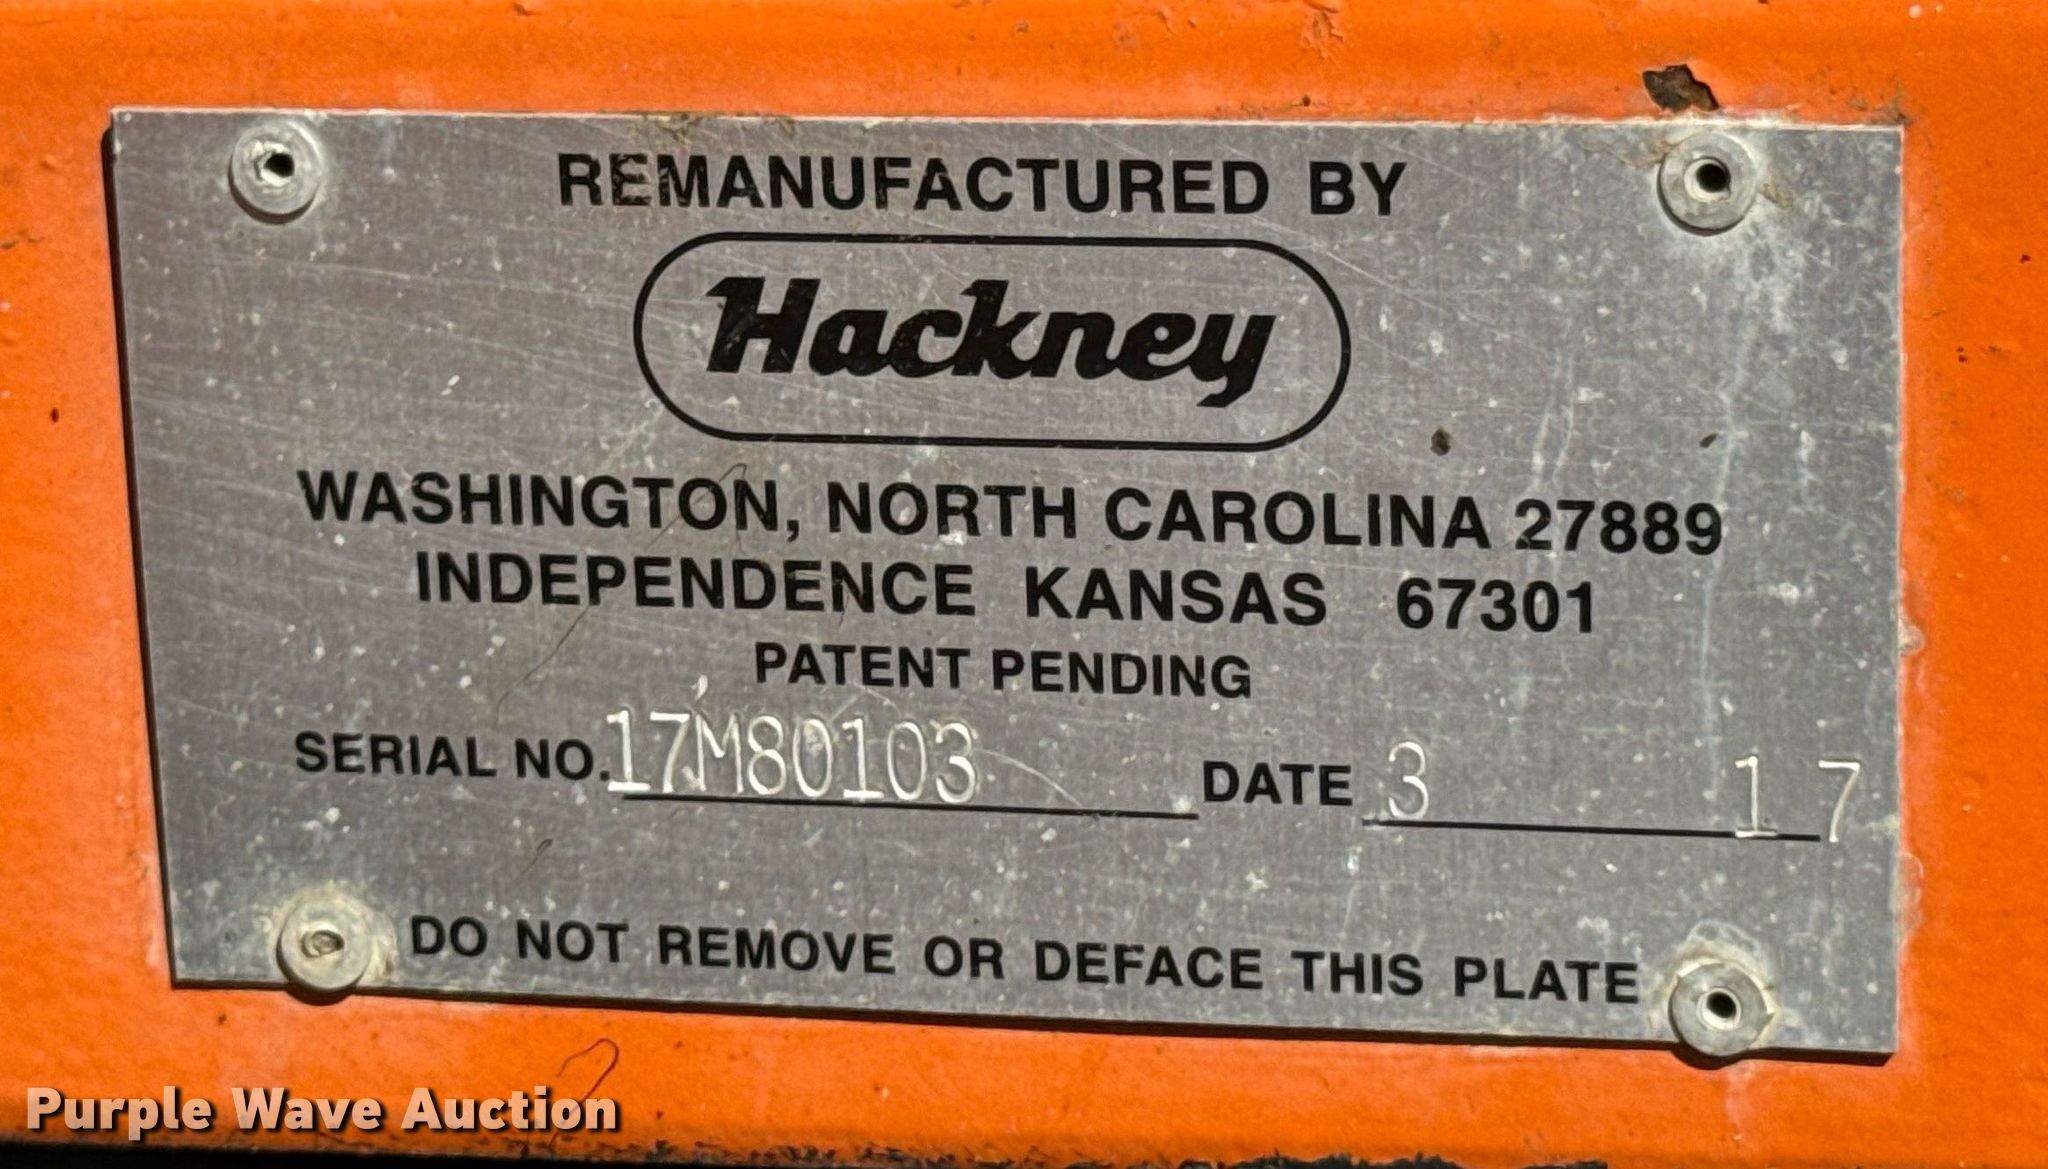 REMANUFACTURED BY
Hackney
WASHINGTON, NORTH CAROLINA 27889
INDEPENDENCE KANSAS 67301
PATENT PENDING
SERIAL NO. 17M80103 DATE 3 17
DO NOT REMOVE OR DEFACE THIS PLATE
Purple Wave Auction